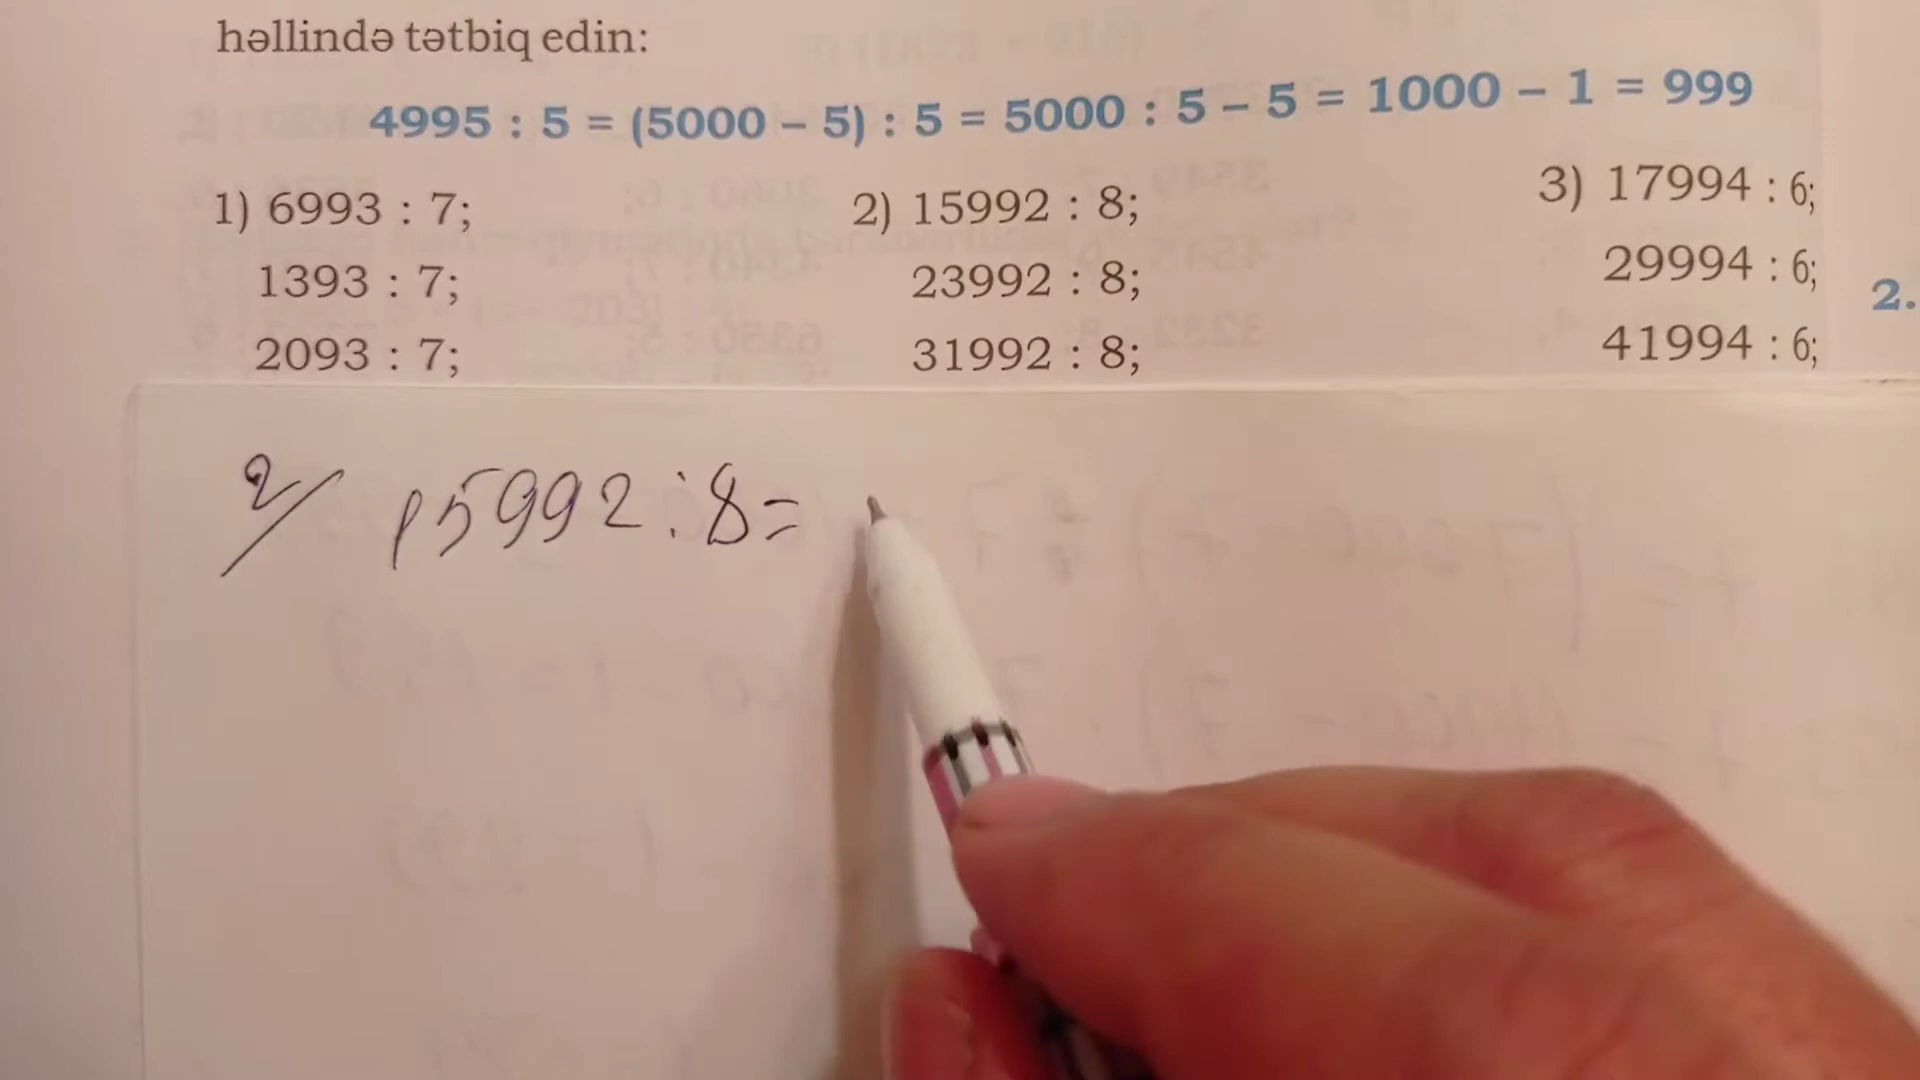 həllində tətbiq edin:
4995 : 5 = (5000 – 5) : 5 = 5000 : 5 – 5 = 1000 – 1 = 999
1) 6993 : 7;
1393 : 7;
2093 : 7;
2) 15992 : 8;
23992 : 8;
31992 : 8;
3) 17994 : 6;
29994 : 6;
41994 : 6;
2.
2/ 15992 : 8 =